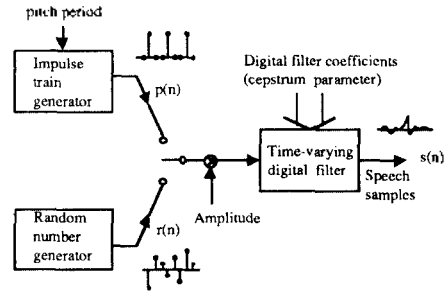 pitch period
Impulse
train
generator
p(n)
Digital filter coefficients
(cepstrum parameter)
Time-varying
digital filter
s(n)
Speech
samples
Amplitude
Random
number
generator
r(n)